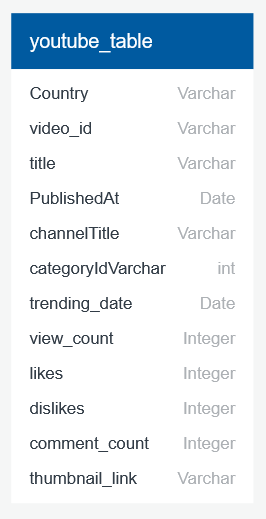 youtube_table
Country Varchar
video_id Varchar
title Varchar
PublishedAt Date
channelTitle Varchar
categoryIdVarchar int
trending_date Date
view_count Integer
likes Integer
dislikes Integer
comment_count Integer
thumbnail_link Varchar